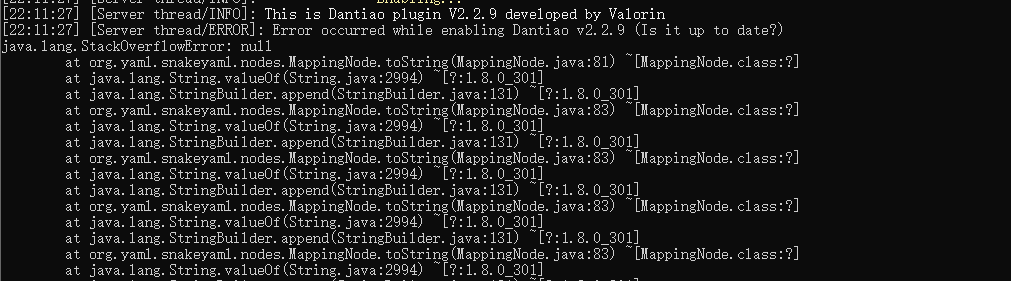 Enabling...
[22:11:27] [Server thread/INFO]: This is Dantiao plugin V2.2.9 developed by Valorin
[22:11:27] [Server thread/ERROR]: Error occurred while enabling Dantiao v2.2.9 (Is it up to date?)
java.lang.StackOverflowError: null
at org.yaml.snakeyaml.nodes.MappingNode.toString(MappingNode.java:81) ~[MappingNode.class:?]
at java.lang.String.valueOf(String.java:2994) ~[?:1.8.0_301]
at java.lang.StringBuilder.append(StringBuilder.java:131) ~[?:1.8.0_301]
at org.yaml.snakeyaml.nodes.MappingNode.toString(MappingNode.java:83) ~[MappingNode.class:?]
at java.lang.String.valueOf(String.java:2994) ~[?:1.8.0_301]
at java.lang.StringBuilder.append(StringBuilder.java:131) ~[?:1.8.0_301]
at org.yaml.snakeyaml.nodes.MappingNode.toString(MappingNode.java:83) ~[MappingNode.class:?]
at java.lang.String.valueOf(String.java:2994) ~[?:1.8.0_301]
at java.lang.StringBuilder.append(StringBuilder.java:131) ~[?:1.8.0_301]
at org.yaml.snakeyaml.nodes.MappingNode.toString(MappingNode.java:83) ~[MappingNode.class:?]
at java.lang.String.valueOf(String.java:2994) ~[?:1.8.0_301]
at java.lang.StringBuilder.append(StringBuilder.java:131) ~[?:1.8.0_301]
at org.yaml.snakeyaml.nodes.MappingNode.toString(MappingNode.java:83) ~[MappingNode.class:?]
at java.lang.String.valueOf(String.java:2994) ~[?:1.8.0_301]